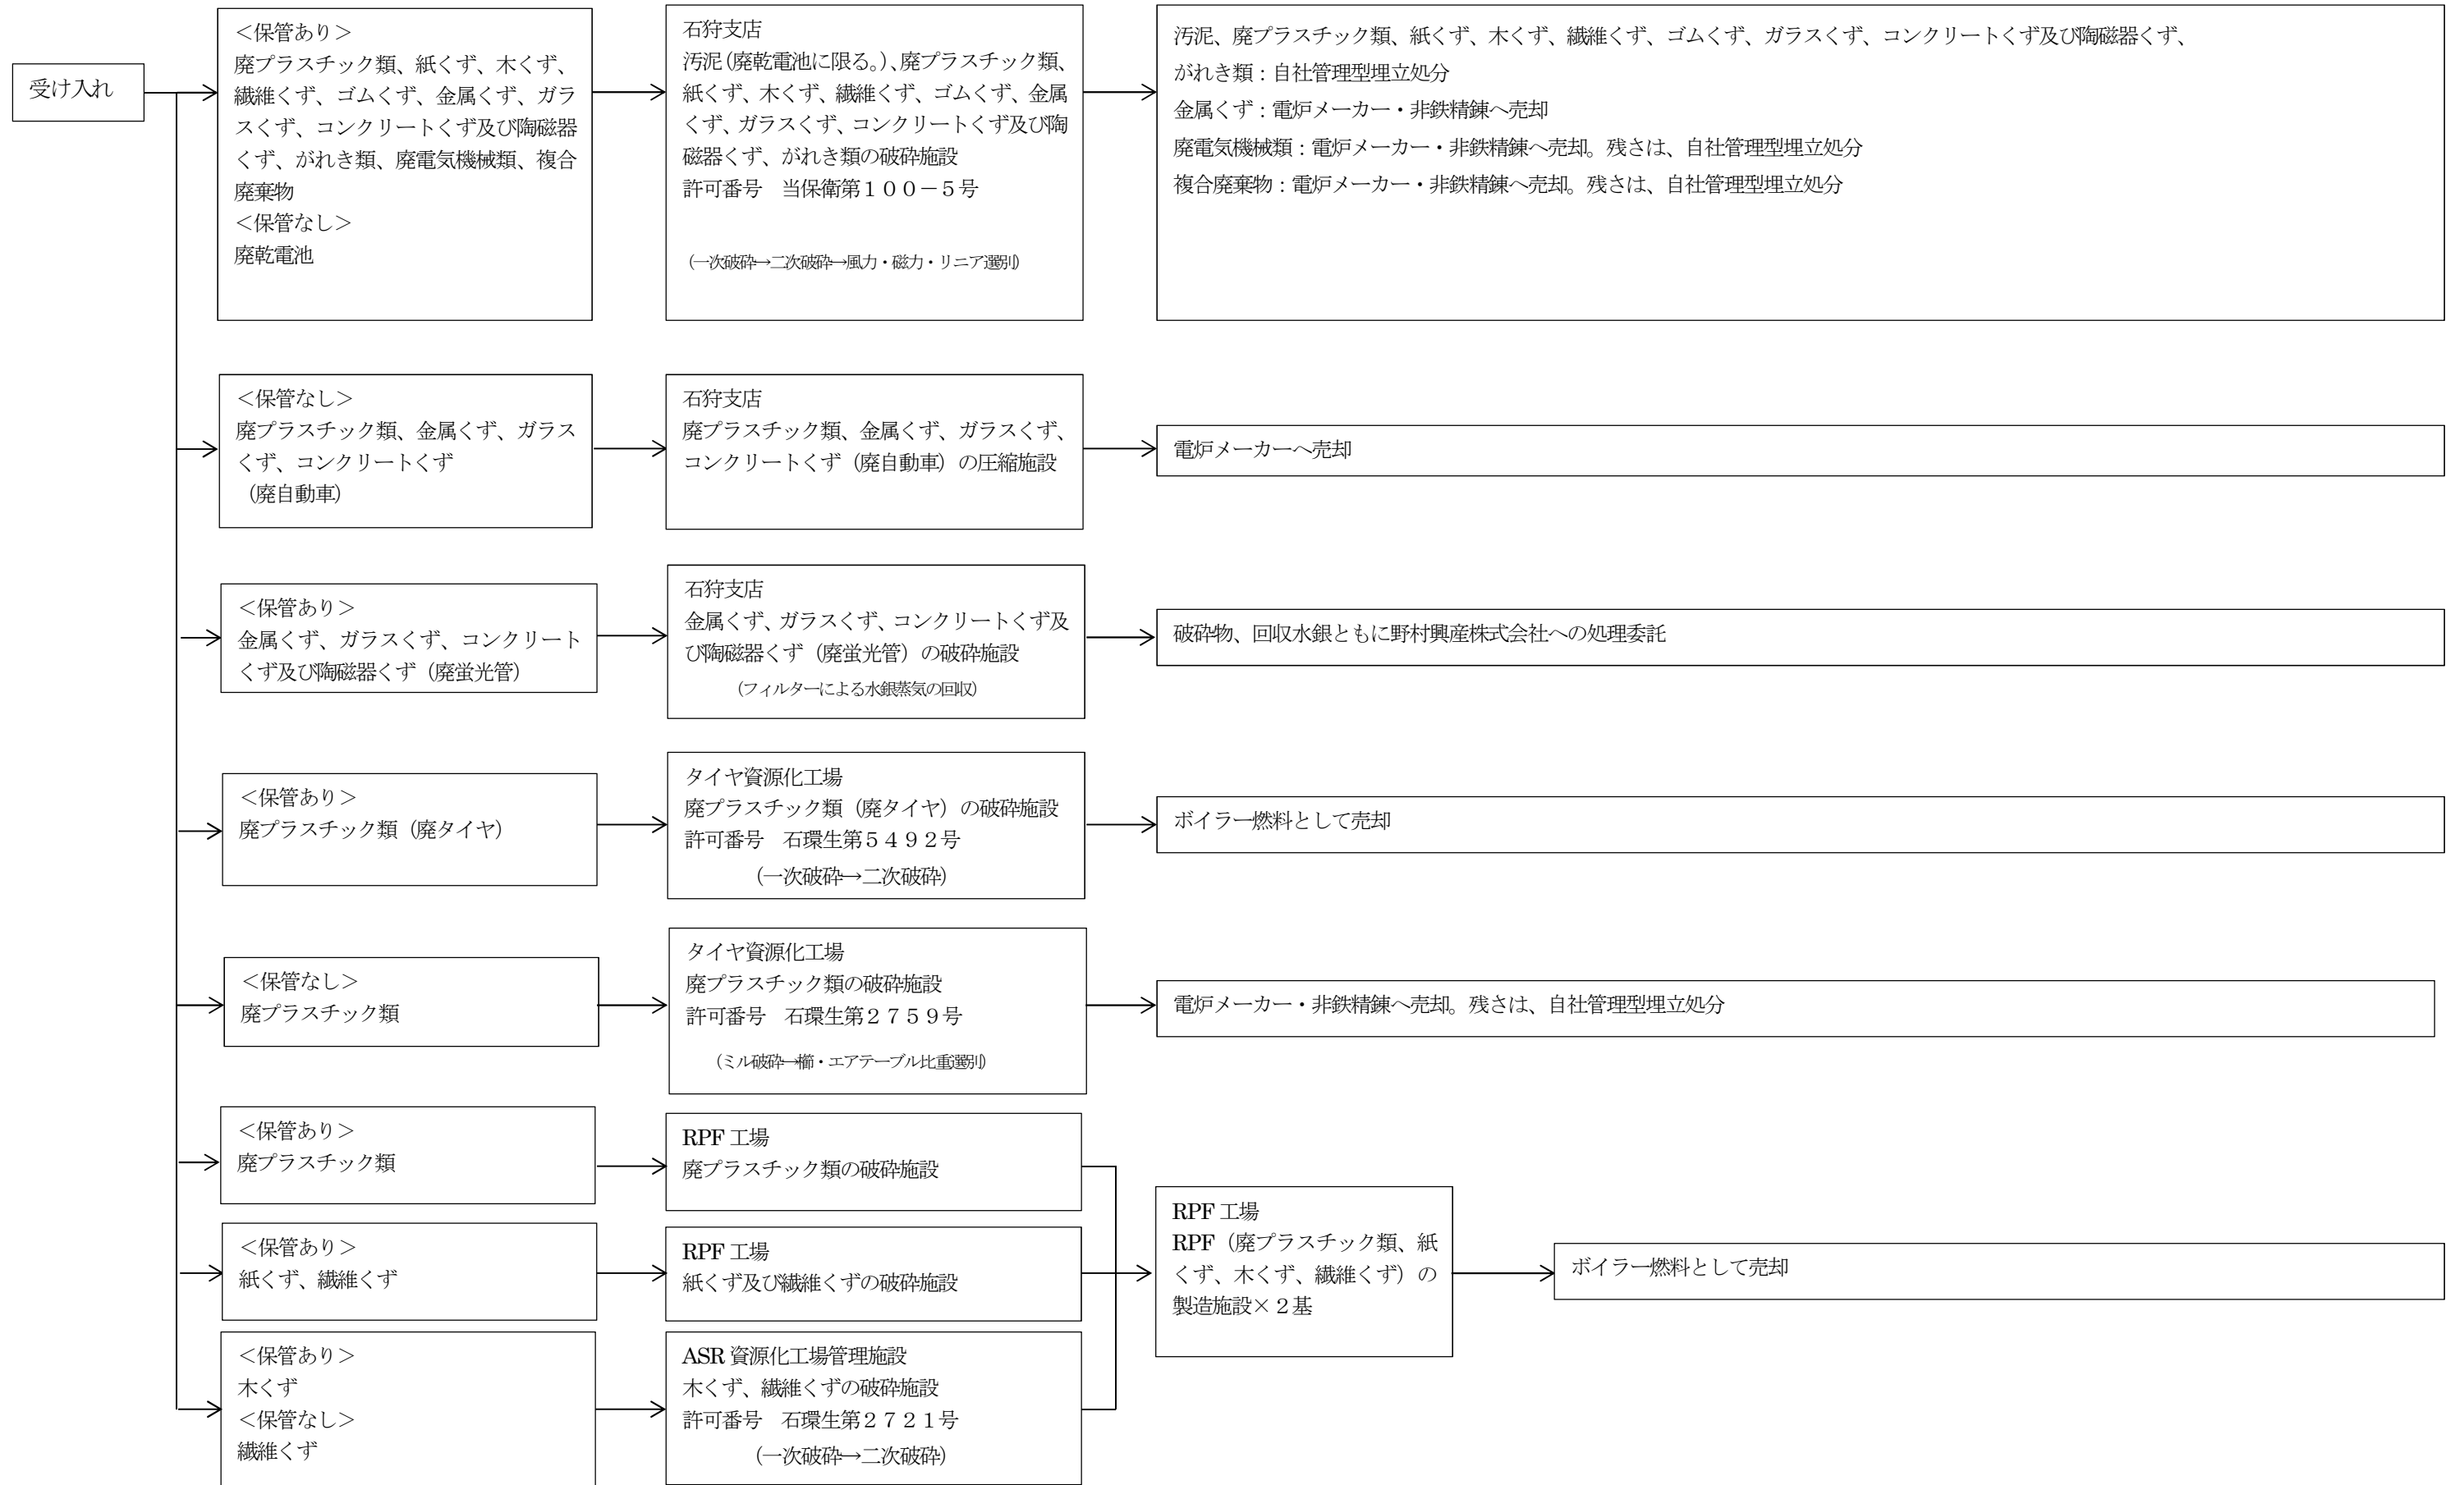 受け入れ
＜保管あり＞
廃プラスチック類、紙くず、木くず、
繊維くず、ゴムくず、金属くず、ガラ
スくず、コンクリートくず及び陶磁器
くず、がれき類、廃電気機械類、複合
廃棄物
＜保管なし＞
廃乾電池
石狩支店
汚泥（廃乾電池に限る。）、廃プラスチック類、
紙くず、木くず、繊維くず、ゴムくず、金属
くず、ガラスくず、コンクリートくず及び陶
磁器くず、がれき類の破砕施設
許可番号　当保衛第１００－５号
（一次破砕→二次破砕→風力・磁力・リニア選別）
汚泥、廃プラスチック類、紙くず、木くず、繊維くず、ゴムくず、ガラスくず、コンクリートくず及び陶磁器くず、
がれき類：自社管理型埋立処分
金属くず：電炉メーカー・非鉄精錬へ売却
廃電気機械類：電炉メーカー・非鉄精錬へ売却。残さは、自社管理型埋立処分
複合廃棄物：電炉メーカー・非鉄精錬へ売却。残さは、自社管理型埋立処分
＜保管なし＞
廃プラスチック類、金属くず、ガラス
くず、コンクリートくず
（廃自動車）
石狩支店
廃プラスチック類、金属くず、ガラスくず、
コンクリートくず（廃自動車）の圧縮施設
電炉メーカーへ売却
＜保管あり＞
金属くず、ガラスくず、コンクリート
くず及び陶磁器くず（廃蛍光管）
石狩支店
金属くず、ガラスくず、コンクリートくず及
び陶磁器くず（廃蛍光管）の破砕施設
（フィルターによる水銀蒸気の回収）
破砕物、回収水銀ともに野村興産株式会社への処理委託
＜保管あり＞
廃プラスチック類（廃タイヤ）
タイヤ資源化工場
廃プラスチック類（廃タイヤ）の破砕施設
許可番号　石環生第５４９２号
（一次破砕→二次破砕）
ボイラー燃料として売却
＜保管なし＞
廃プラスチック類
タイヤ資源化工場
廃プラスチック類の破砕施設
許可番号　石環生第２７５９号
（ミル破砕→櫛・エアテーブル比重選別）
電炉メーカー・非鉄精錬へ売却。残さは、自社管理型埋立処分
＜保管あり＞
廃プラスチック類
RPF 工場
廃プラスチック類の破砕施設
＜保管あり＞
紙くず、繊維くず
RPF 工場
紙くず及び繊維くずの破砕施設
＜保管あり＞
木くず
＜保管なし＞
繊維くず
ASR 資源化工場管理施設
木くず、繊維くずの破砕施設
許可番号　石環生第２７２１号
（一次破砕→二次破砕）
RPF 工場
RPF（廃プラスチック類、紙
くず、木くず、繊維くず）の
製造施設×２基
ボイラー燃料として売却